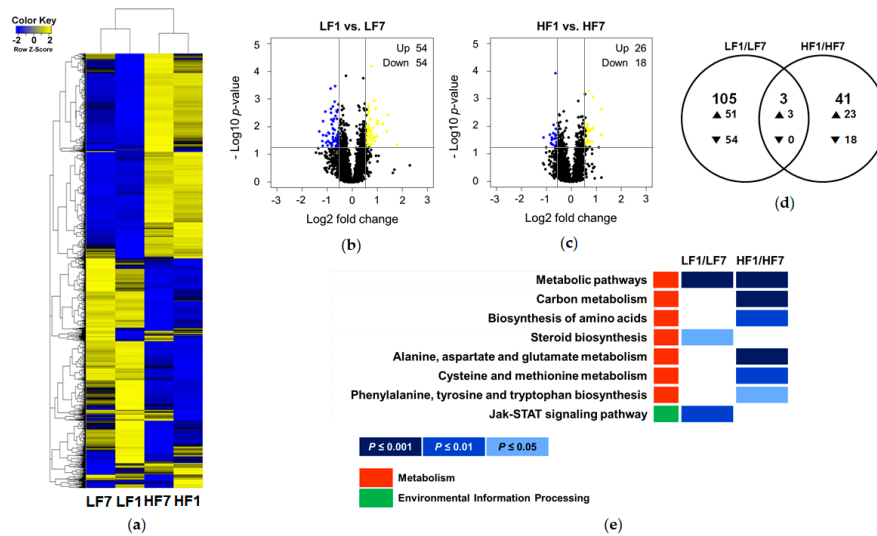 Color Key
-2 0 2
Row Z-Score
LF7 LF1 HF7 HF1
(a)
LF1 vs. LF7
Up 54
Down 54
- Log10 p-value
5
4
3
2
1
0
-3 -2 -1 0 1 2 3
Log2 fold change
(b)
HF1 vs. HF7
Up 26
Down 18
- Log10 p-value
5
4
3
2
1
0
-3 -2 -1 0 1 2 3
Log2 fold change
(c)
LF1/LF7 HF1/HF7
105 3 41
▲ 51 ▲ 3 ▲ 23
▼ 54 ▼ 0 ▼ 18
(d)
LF1/LF7 HF1/HF7
Metabolic pathways
Carbon metabolism
Biosynthesis of amino acids
Steroid biosynthesis
Alanine, aspartate and glutamate metabolism
Cysteine and methionine metabolism
Phenylalanine, tyrosine and tryptophan biosynthesis
Jak-STAT signaling pathway
P ≤ 0.001 P ≤ 0.01 P ≤ 0.05
Metabolism
Environmental Information Processing
(e)